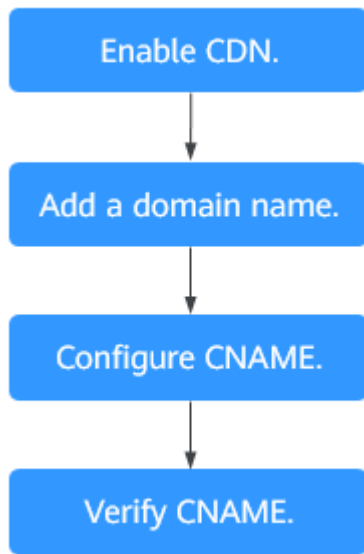 Enable CDN.
Add a domain name.
Configure CNAME.
Verify CNAME.